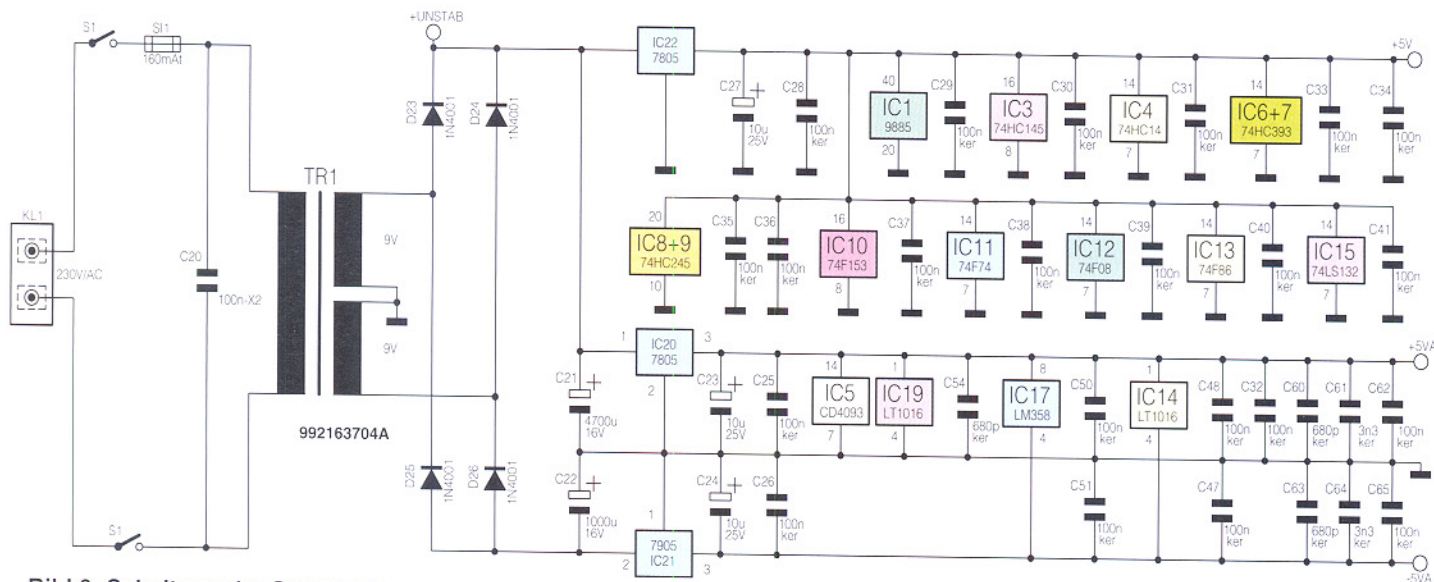 +UNSTAB
S1
SI1
160mAt
D23
1N4001
D24
1N4001
IC22
7805
C27
+
10u
25V
C28
100n
ker
40
IC1
9885
20
C29
100n
ker
16
IC3
74HC145
8
C30
100n
ker
14
IC4
74HC14
7
C31
100n
ker
14
IC6+7
74HC393
7
C33
100n
ker
C34
100n
ker
+5V
KL1
230V/AC
C20
100n-X2
TR1
9V
9V
992163704A
20
IC8+9
74HC245
10
C35
100n
ker
C36
100n
ker
16
IC10
74F153
8
C37
100n
ker
14
IC11
74F74
7
C38
100n
ker
14
IC12
74F08
7
C39
100n
ker
14
IC13
74F86
7
C40
100n
ker
14
IC15
74LS132
7
C41
100n
ker
1
IC20
7805
3
2
C21
+
4700u
16V
C23
+
10u
25V
C25
100n
ker
14
IC5
CD4093
7
1
IC19
LT1016
4
C54
680p
ker
8
IC17
LM358
4
C50
100n
ker
1
IC14
LT1016
4
C48
100n
ker
C32
100n
ker
C60
680p
ker
C61
3n3
ker
C62
100n
ker
+5VA
S1
D25
1N4001
D26
1N4001
C22
+
1000u
16V
1
7905
IC21
2
3
C24
+
10u
25V
C26
100n
ker
C51
100n
ker
C47
100n
ker
C63
680p
ker
C64
3n3
ker
C65
100n
ker
-5VA